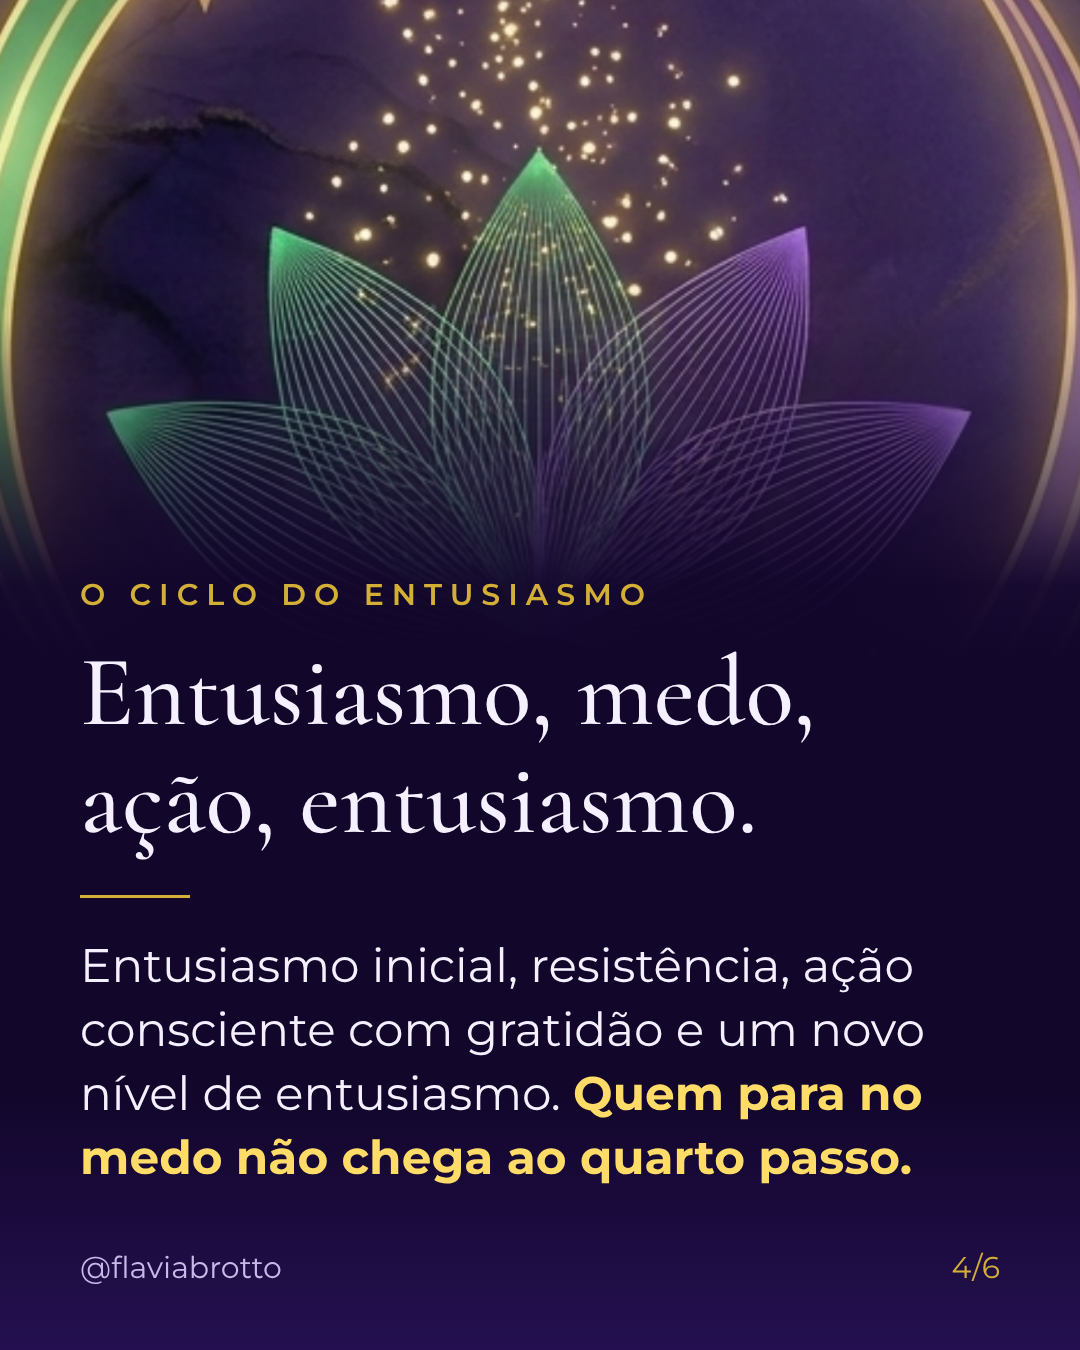 O CICLO DO ENTUSIASMO
Entusiasmo, medo,
ação, entusiasmo.
Entusiasmo inicial, resistência, ação
consciente com gratidão e um novo
nível de entusiasmo. Quem para no
medo não chega ao quarto passo.
@flaviabrotto
4/6